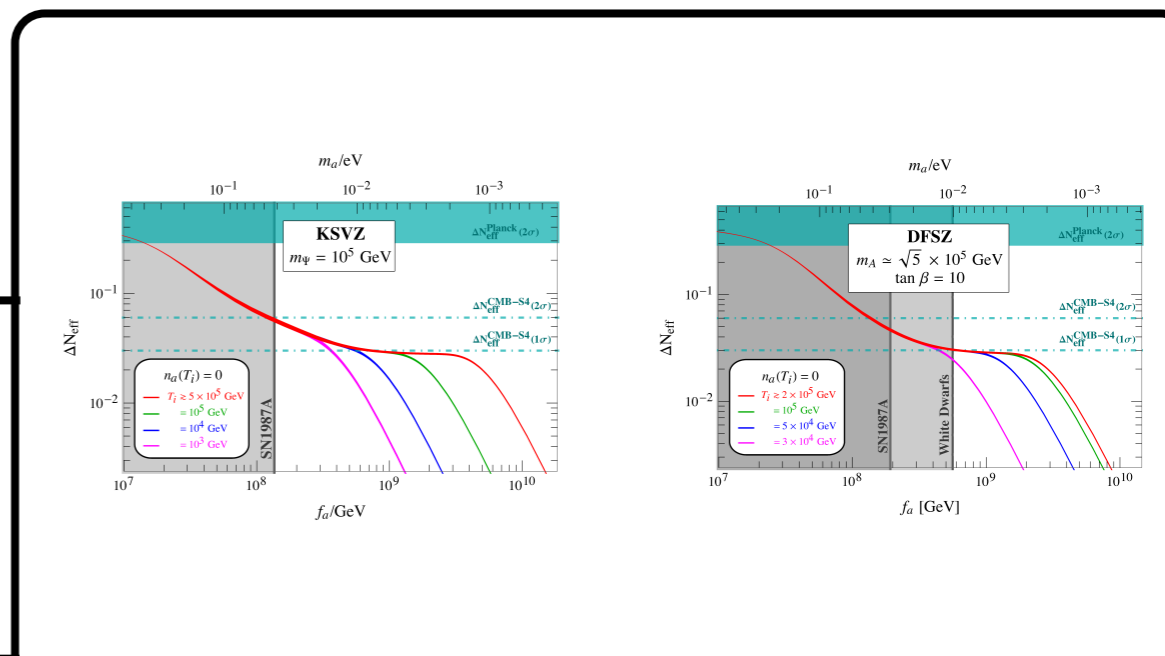 m_a/eV
10^-1 10^-2 10^-3
KSVZ
m_Ψ = 10^5 GeV
ΔN_eff^Planck (2σ)
10^-1
ΔN_eff^CMB−S4 (2σ)
ΔN_eff^CMB−S4 (1σ)
ΔN_eff
n_a(T_i) = 0
T_i ≥ 5 × 10^5 GeV
= 10^5 GeV
= 10^4 GeV
= 10^3 GeV
10^-2
SN1987A
10^7 10^8 10^9 10^10
f_a/GeV
m_a/eV
10^-1 10^-2 10^-3
DFSZ
m_A ≃ √5 × 10^5 GeV
tan β = 10
ΔN_eff^Planck (2σ)
10^-1
ΔN_eff^CMB−S4 (2σ)
ΔN_eff^CMB−S4 (1σ)
ΔN_eff
n_a(T_i) = 0
T_i ≥ 2 × 10^5 GeV
= 10^5 GeV
= 5 × 10^4 GeV
= 3 × 10^4 GeV
10^-2
SN1987A
White Dwarfs
10^7 10^8 10^9 10^10
f_a [GeV]